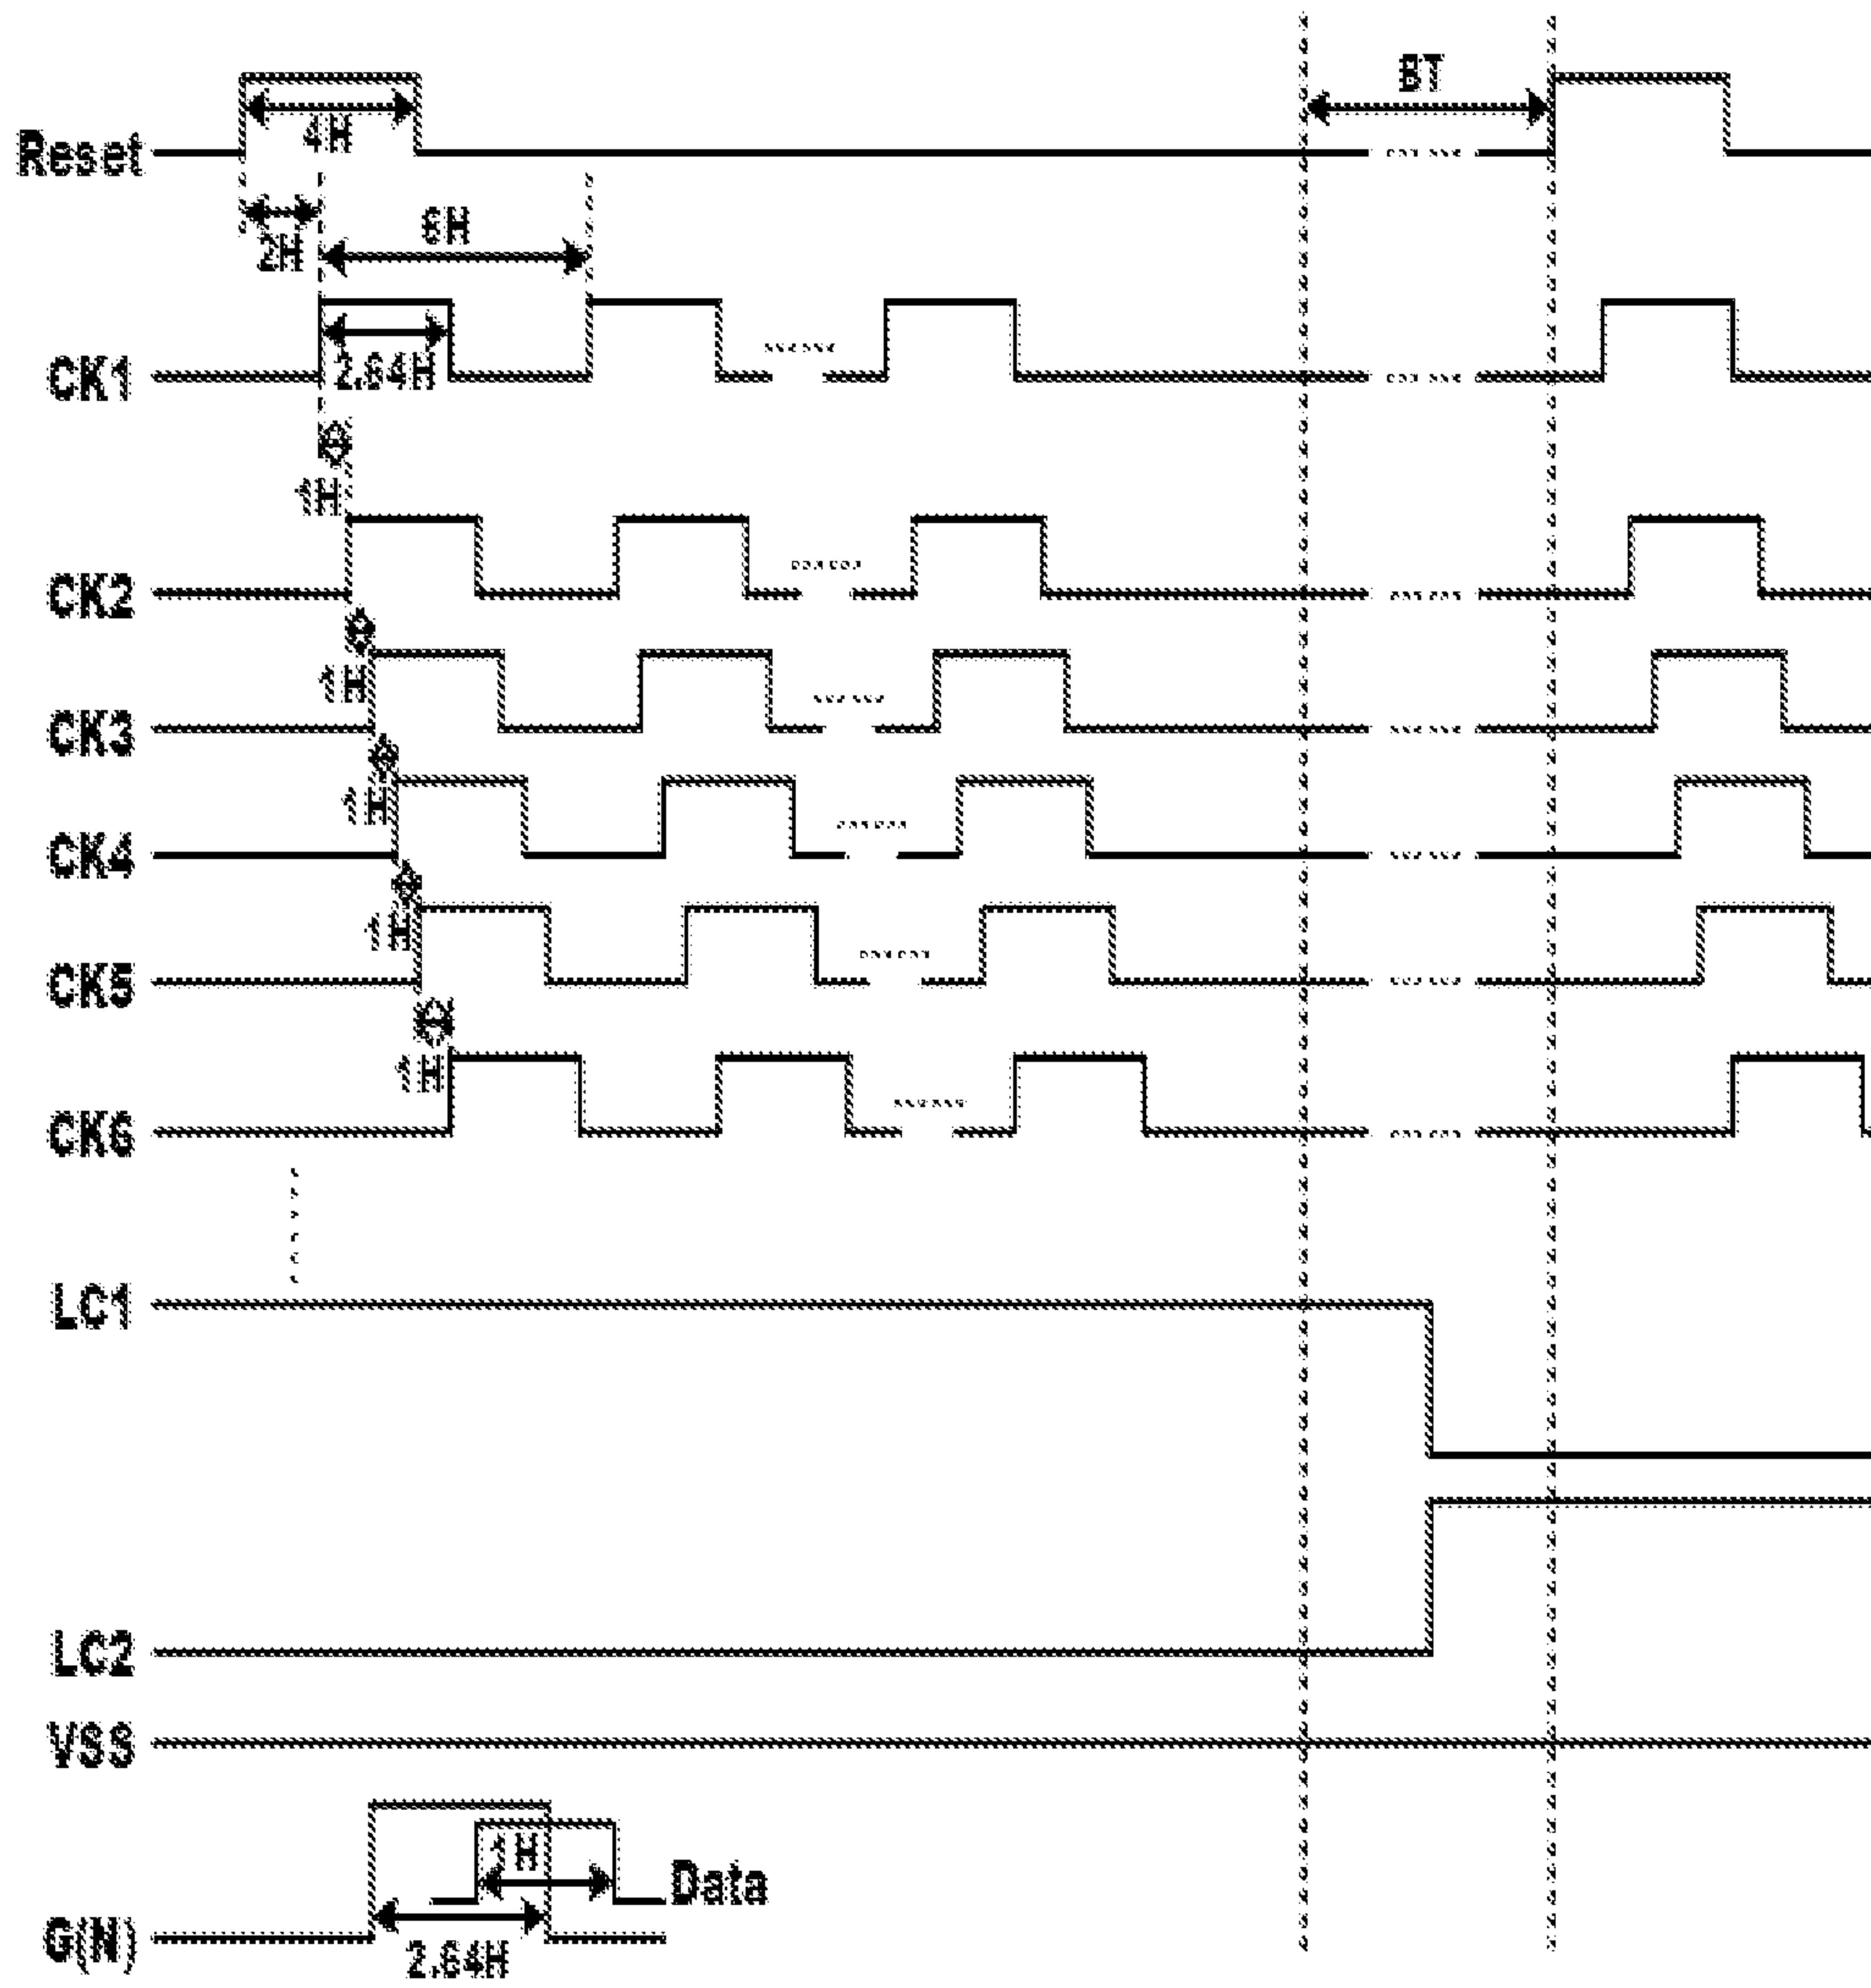 BT
4H
Reset
6H
2H
2.64H
CK1
1H
CK2
1H
CK3
1H
CK4
1H
CK5
1H
CK6
LC1
LC2
VSS
1H
Data
G(N)
2.64H